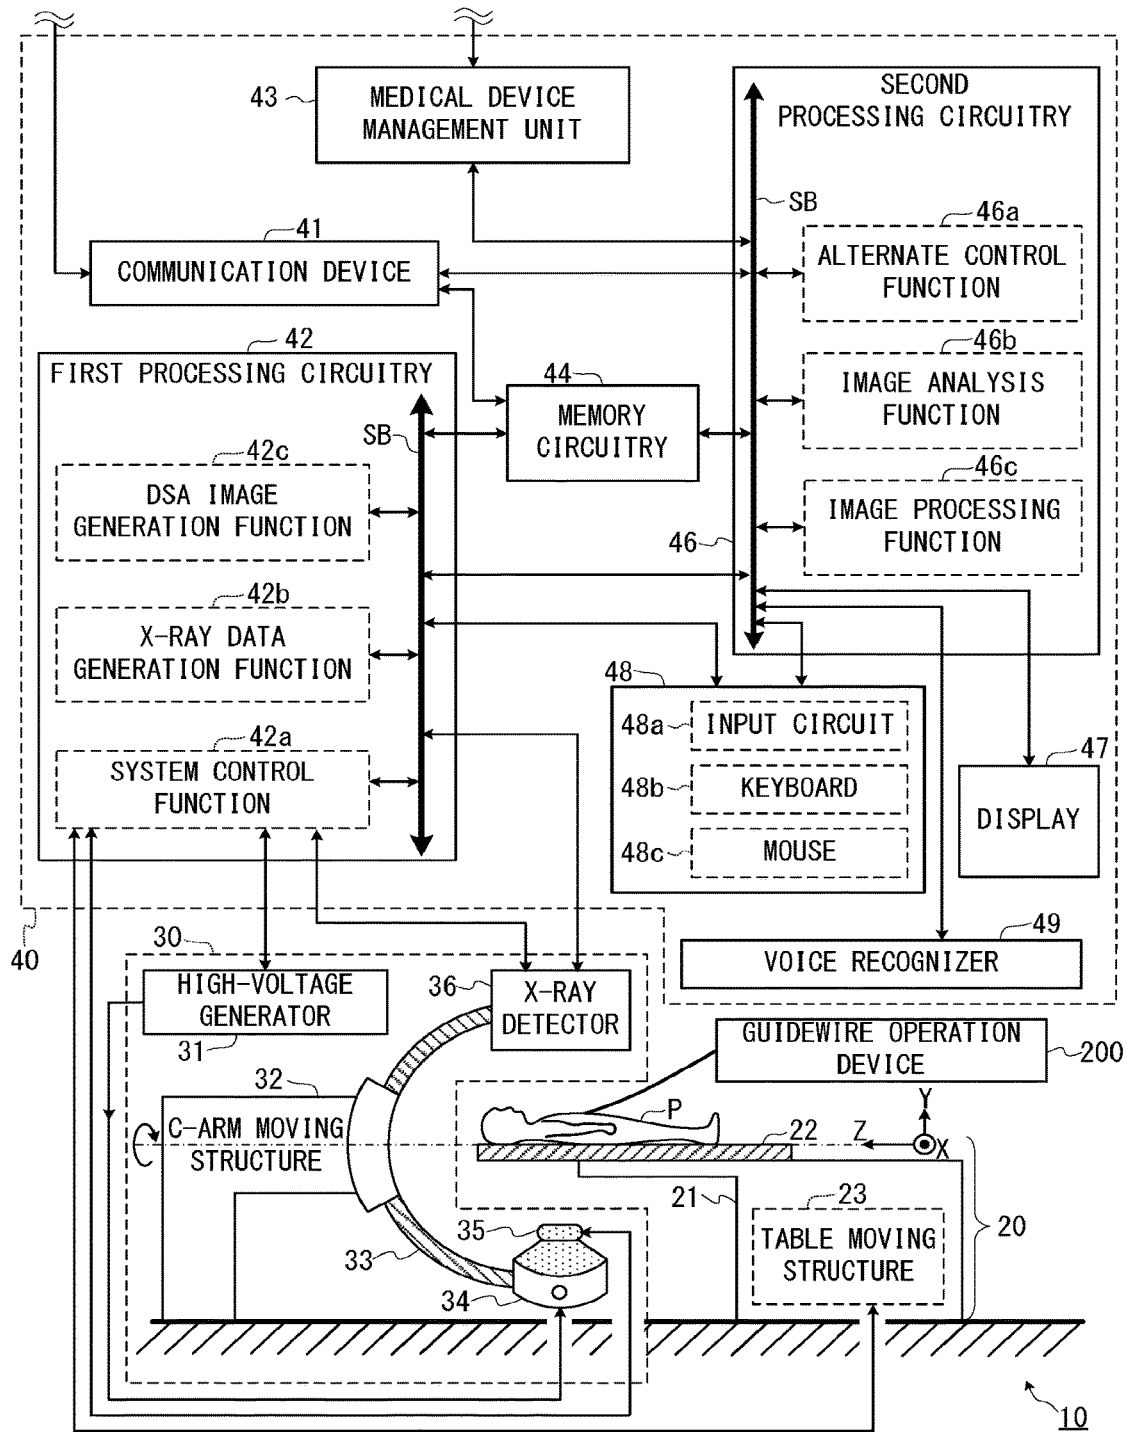 43
MEDICAL DEVICE
MANAGEMENT UNIT
SECOND
PROCESSING CIRCUITRY
SB
46a
ALTERNATE CONTROL
FUNCTION
41
COMMUNICATION DEVICE
42
FIRST PROCESSING CIRCUITRY
44
MEMORY
CIRCUITRY
46b
IMAGE ANALYSIS
FUNCTION
SB
42c
DSA IMAGE
GENERATION FUNCTION
46c
IMAGE PROCESSING
FUNCTION
46
42b
X-RAY DATA
GENERATION FUNCTION
48
48a
INPUT CIRCUIT
42a
SYSTEM CONTROL
FUNCTION
48b
KEYBOARD
48c
MOUSE
47
DISPLAY
40
49
VOICE RECOGNIZER
30
HIGH-VOLTAGE
GENERATOR
31
36
X-RAY
DETECTOR
GUIDEWIRE OPERATION
DEVICE
200
32
C-ARM MOVING
STRUCTURE
P
22
Y
Z
X
21
23
TABLE MOVING
STRUCTURE
20
35
33
34
10